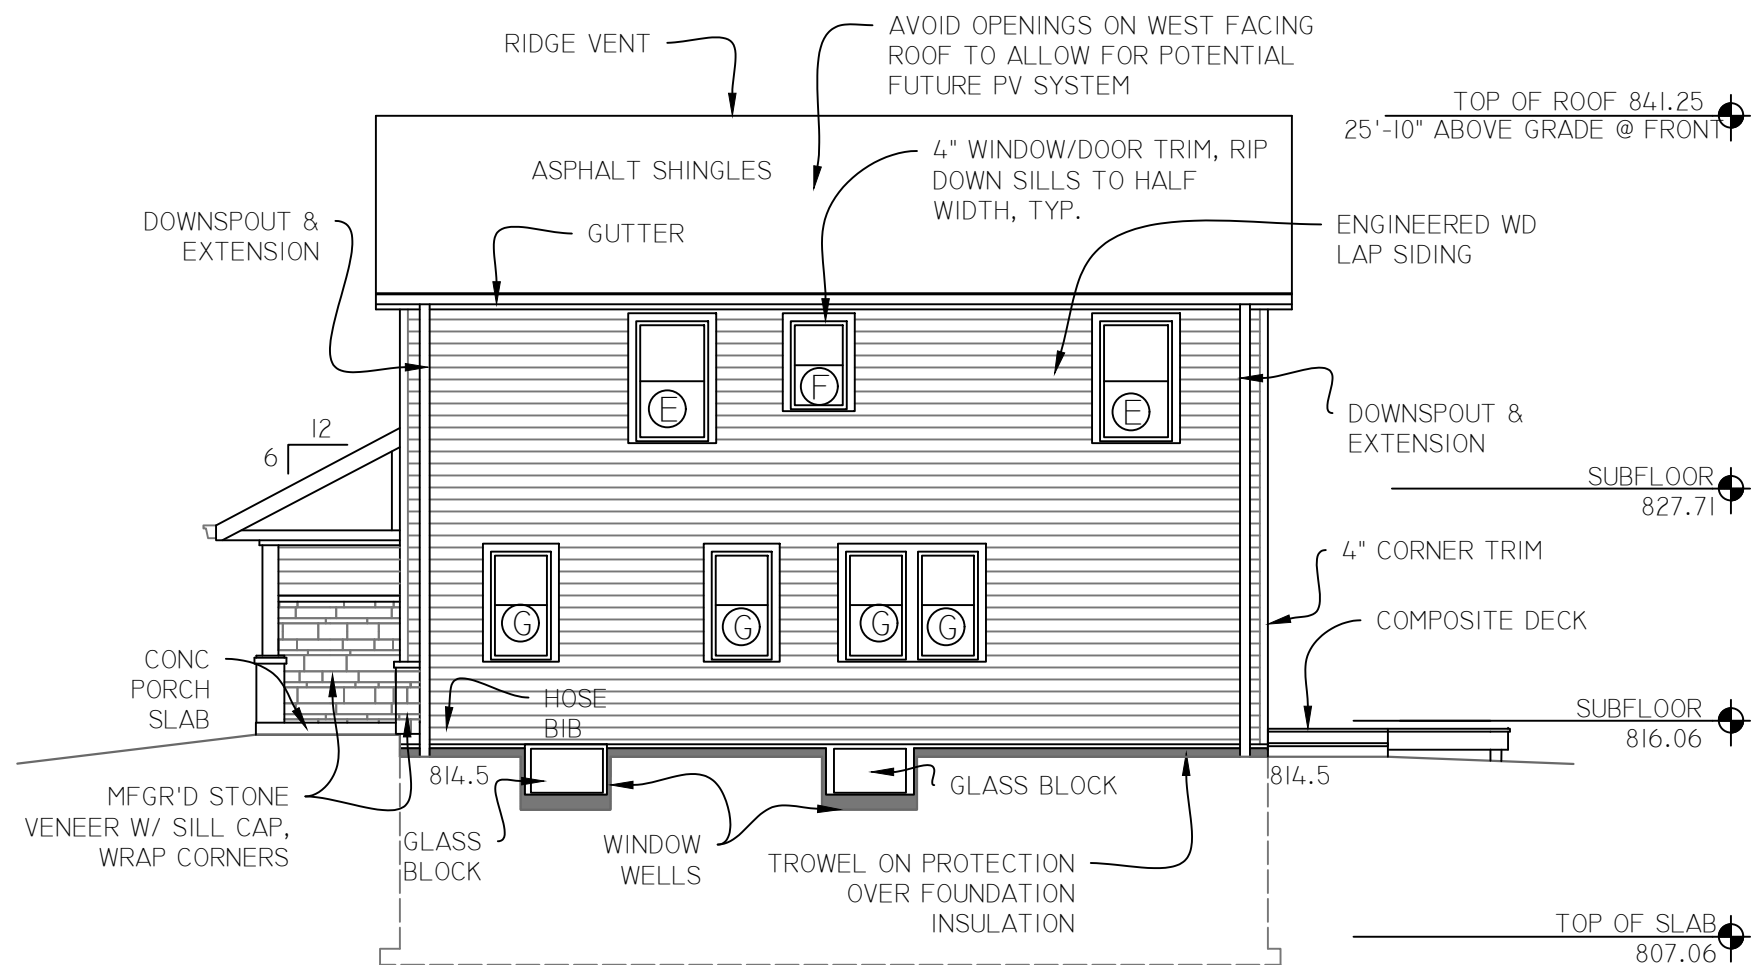 RIDGE VENT
AVOID OPENINGS ON WEST FACING
ROOF TO ALLOW FOR POTENTIAL
FUTURE PV SYSTEM
TOP OF ROOF 841.25
25'-10" ABOVE GRADE @ FRONT
ASPHALT SHINGLES
4" WINDOW/DOOR TRIM, RIP
DOWN SILLS TO HALF
WIDTH, TYP.
DOWNSPOUT &
EXTENSION
GUTTER
ENGINEERED WD
LAP SIDING
E
F
E
12
6
DOWNSPOUT &
EXTENSION
SUBFLOOR
827.71
4" CORNER TRIM
G
G
G
G
COMPOSITE DECK
CONC
PORCH
SLAB
HOSE
BIB
SUBFLOOR
816.06
814.5
GLASS BLOCK
814.5
MFGR'D STONE
VENEER W/ SILL CAP,
WRAP CORNERS
GLASS
BLOCK
WINDOW
WELLS
TROWEL ON PROTECTION
OVER FOUNDATION
INSULATION
TOP OF SLAB
807.06